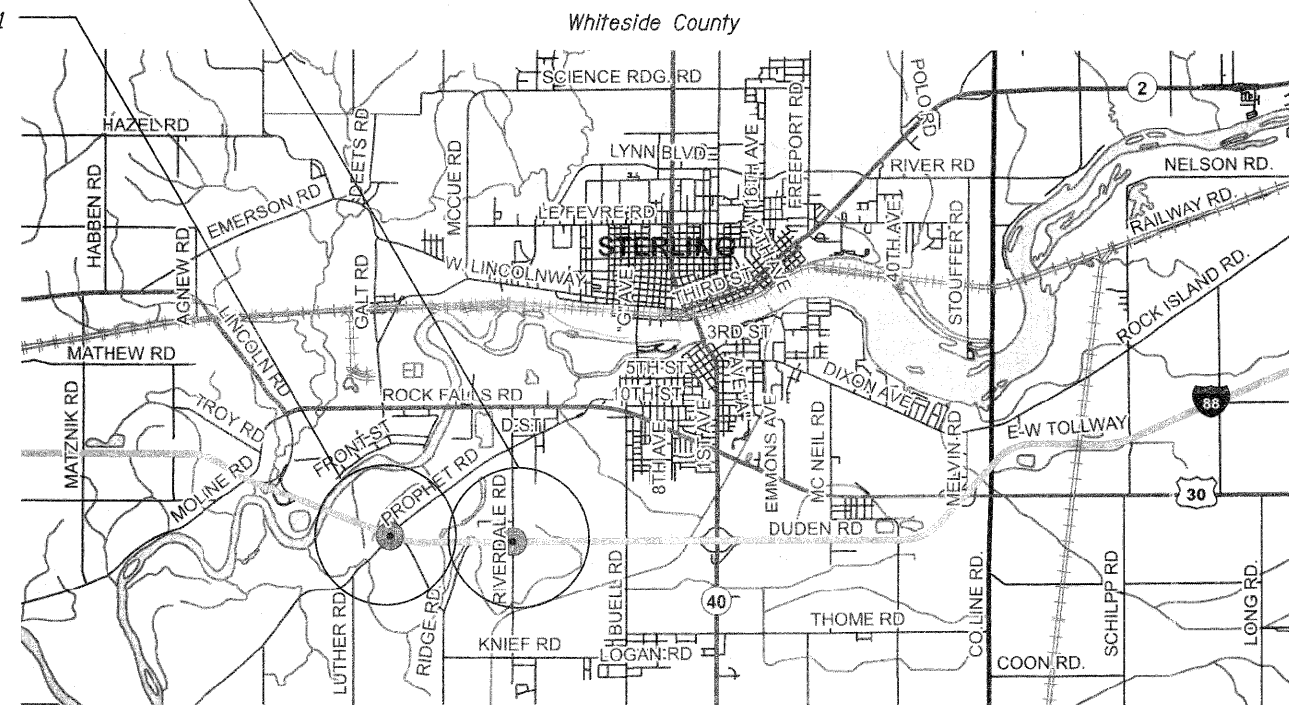 Whiteside County
SCIENCE RDG. RD
POLO RD
2
HAZEL RD
SPEETS RD
MCCUE RD
LYNN BLVD
16TH AVE
FREEPORT RD
RIVER RD
NELSON RD.
HABBEN RD
EMERSON RD
LE FEVRE RD
12TH AVE
40TH AVE
STOUFFER RD
RAILWAY RD.
STERLING
AGNEW RD
GALT RD
W. LINCOLNWAY
"G" AVE
THIRD ST
ROCK ISLAND RD.
LINCOLN RD
3RD ST
MATHEW RD
5TH ST
AVE "A"
DIXON AVE
ROCK FALLS RD
10TH ST
88
MATZNIK RD
TROY RD
FRONT ST
D ST
8TH AVE
1ST AVE
EMMONS AVE
MC NEIL RD
MELVIN RD
E-W TOLLWAY
MOLINE RD
PROPHET RD
RIVERDALE RD
30
DUDEN RD
LUTHER RD
RIDGE RD
BUELL RD
40
THOME RD
CO. LINE RD.
SCHILPP RD
LONG RD.
KNIEF RD
LOGAN RD
COON RD.